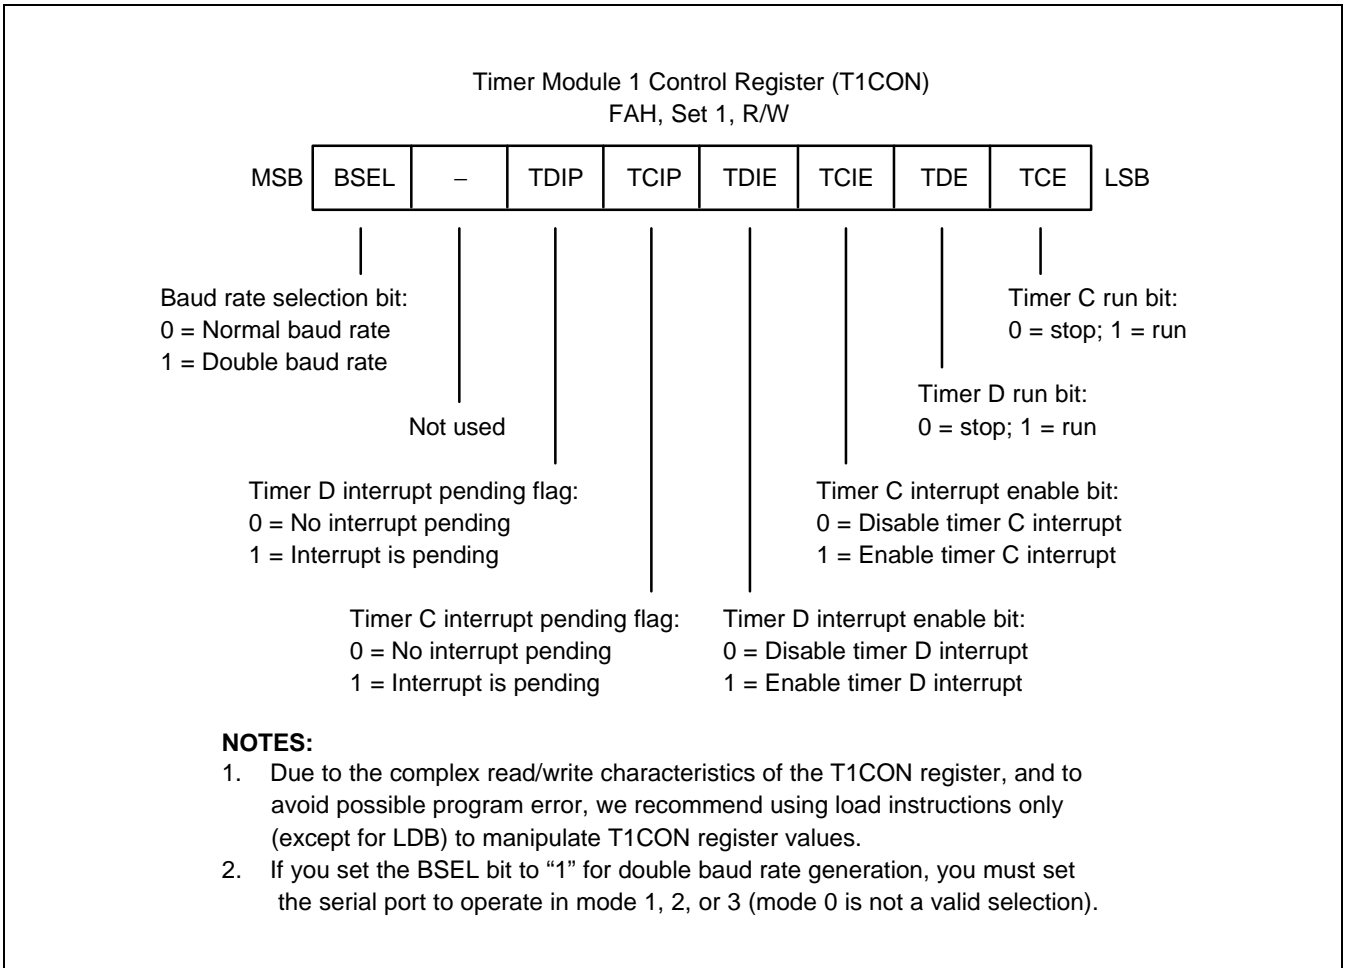 Timer Module 1 Control Register (T1CON)
FAH, Set 1, R/W
MSB BSEL – TDIP TCIP TDIE TCIE TDE TCE LSB
Baud rate selection bit:
0 = Normal baud rate
1 = Double baud rate
Timer C run bit:
0 = stop; 1 = run
Not used
Timer D run bit:
0 = stop; 1 = run
Timer D interrupt pending flag:
0 = No interrupt pending
1 = Interrupt is pending
Timer C interrupt enable bit:
0 = Disable timer C interrupt
1 = Enable timer C interrupt
Timer C interrupt pending flag:
0 = No interrupt pending
1 = Interrupt is pending
Timer D interrupt enable bit:
0 = Disable timer D interrupt
1 = Enable timer D interrupt
NOTES:
1. Due to the complex read/write characteristics of the T1CON register, and to
avoid possible program error, we recommend using load instructions only
(except for LDB) to manipulate T1CON register values.
2. If you set the BSEL bit to “1” for double baud rate generation, you must set
the serial port to operate in mode 1, 2, or 3 (mode 0 is not a valid selection).